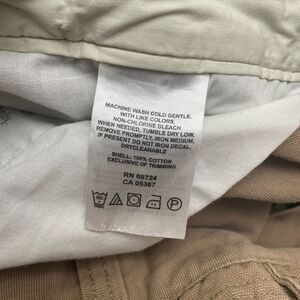 MACHINE WASH COLD GENTLE.
WITH LIKE COLORS.
NON-CHLORINE BLEACH
WHEN NEEDED, TUMBLE DRY LOW.
REMOVE PROMPTLY, IRON MEDIUM.
IF PRESENT DO NOT IRON DECAL.
DRYCLEANABLE
SHELL: 100% COTTON
EXCLUSIVE OF TRIMMING
RN 60724
CA 05367
P